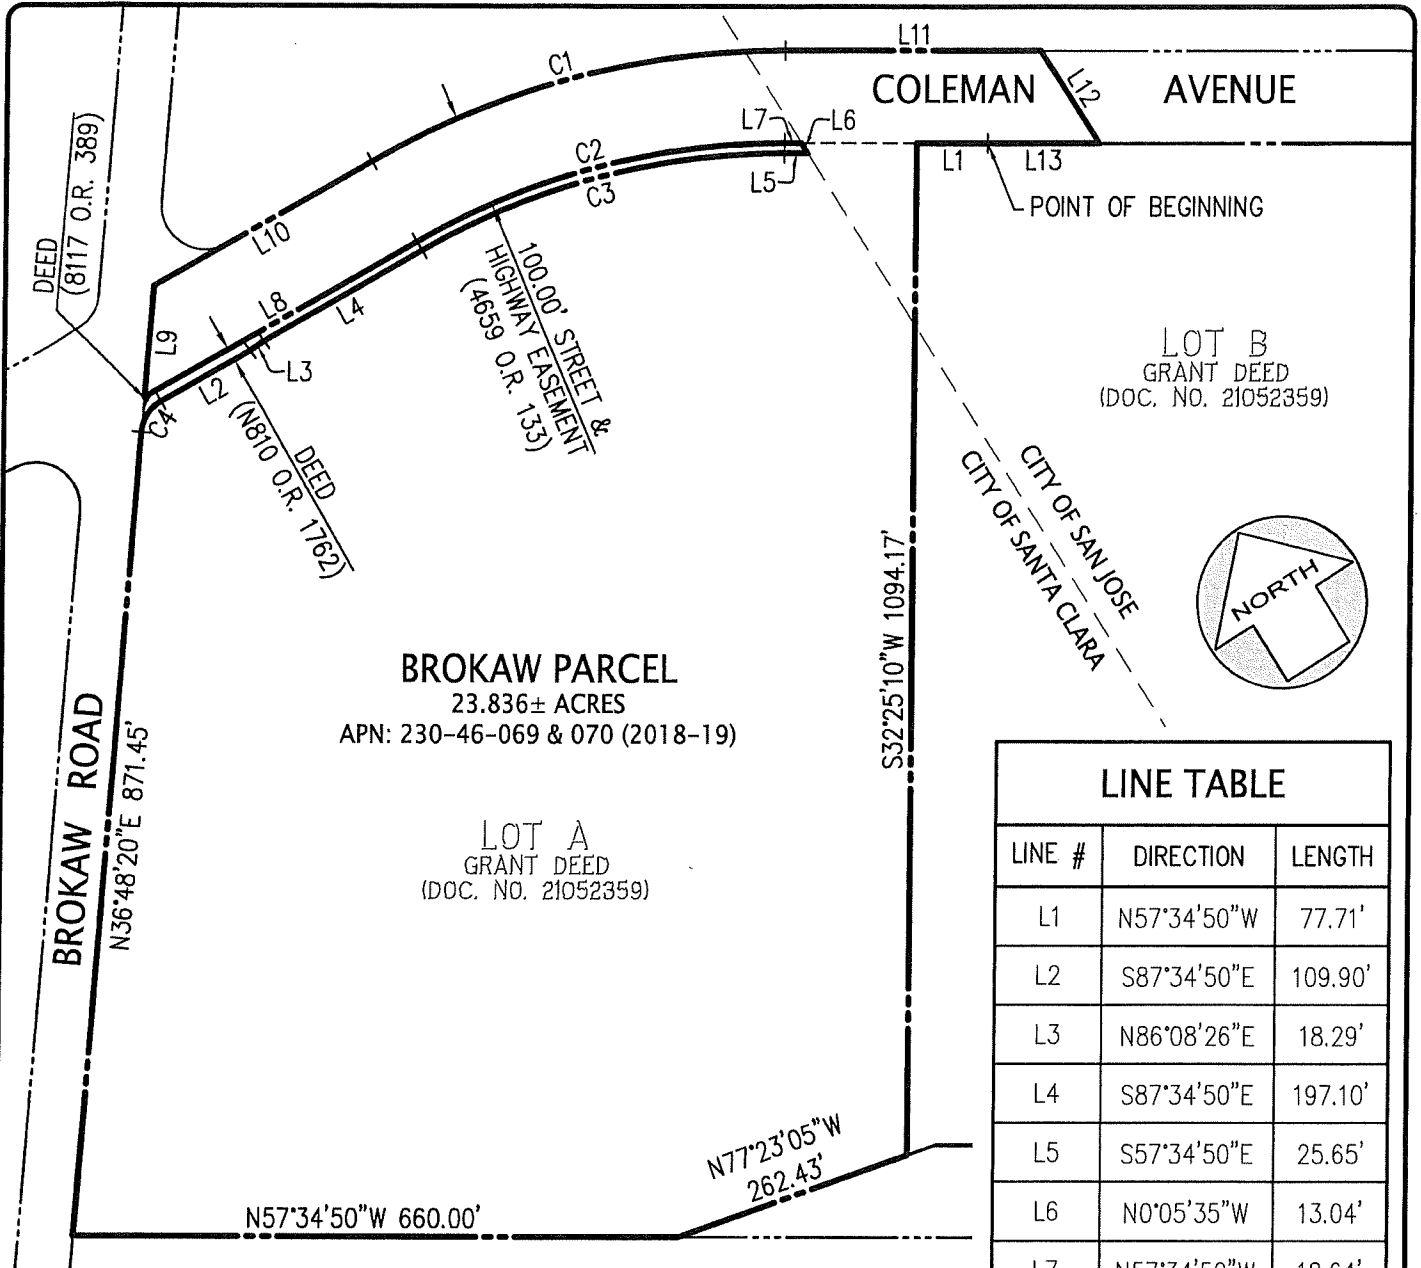 L11
C1
COLEMAN AVENUE
L12
L7
L6
C2
C3
L5
L1
L13
POINT OF BEGINNING
L10
DEED
(8117 O.R. 389)
L9
L8
L4
L3
L2
C4
100.00' STREET &
HIGHWAY EASEMENT
(4659 O.R. 133)
DEED
(N810 O.R. 1762)
LOT B
GRANT DEED
(DOC. NO. 21052359)
CITY OF SAN JOSE
CITY OF SANTA CLARA
NORTH
S32°25'10"W 1094.17'
BROKAW PARCEL
23.836± ACRES
APN: 230-46-069 & 070 (2018-19)
BROKAW ROAD
N36°48'20"E 871.45'
LOT A
GRANT DEED
(DOC. NO. 21052359)
N77°23'05"W
262.43'
N57°34'50"W 660.00'
LINE TABLE
LINE # DIRECTION LENGTH
L1 N57°34'50"W 77.71'
L2 S87°34'50"E 109.90'
L3 N86°08'26"E 18.29'
L4 S87°34'50"E 197.10'
L5 S57°34'50"E 25.65'
L6 N0°05'35"W 13.04'
L7 N57°34'50"W 18.64'